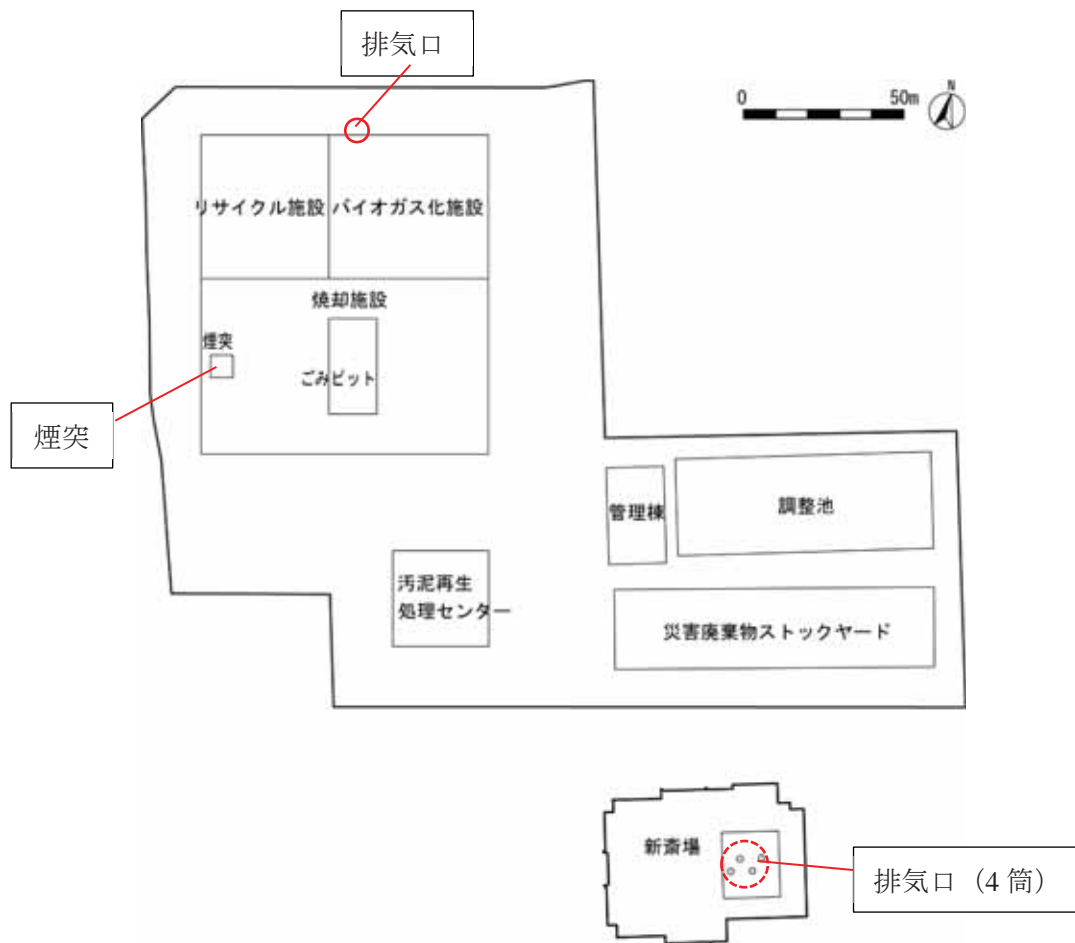 排気口
0 50m
N
リサイクル施設 バイオガス化施設
焼却施設
煙突
ごみピット
煙突
管理棟
調整池
汚泥再生
処理センター
災害廃棄物ストックヤード
新斎場
排気口（4 筒）